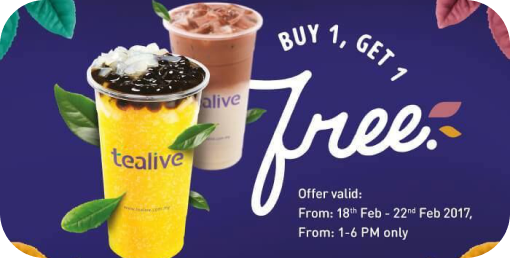 BUY 1, GET 1
Free.
tealive
ealive
Offer valid:
From: 18th Feb - 22nd Feb 2017,
From: 1-6 PM only